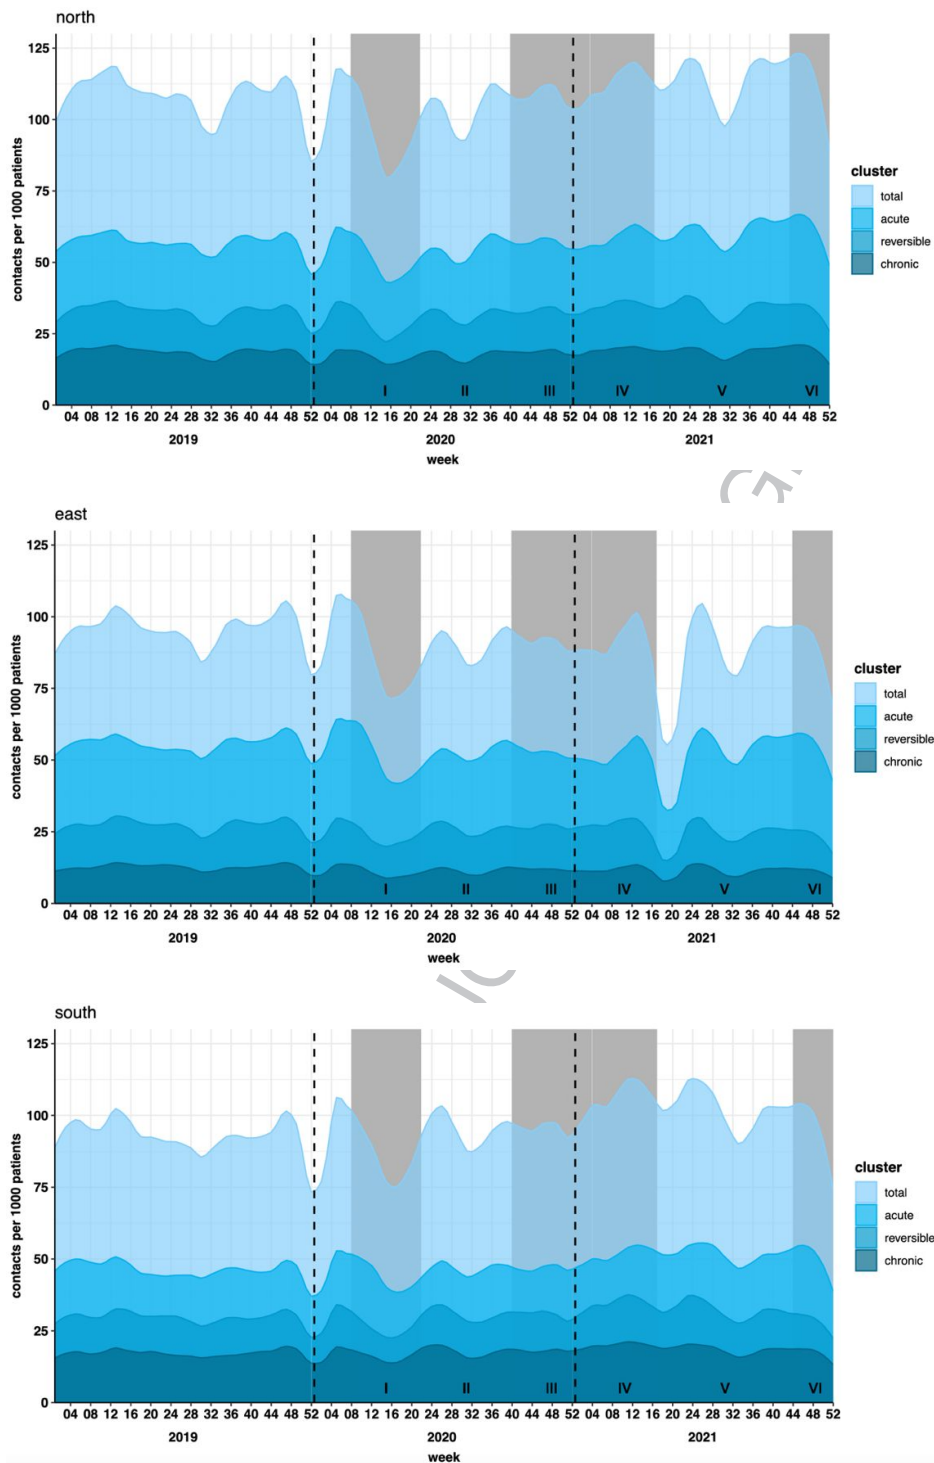 north
125
100
75
50
25
0
contacts per 1000 patients
I II III IV V VI
04 08 12 16 20 24 28 32 36 40 44 48 52 04 08 12 16 20 24 28 32 36 40 44 48 52 04 08 12 16 20 24 28 32 36 40 44 48 52
2019 2020 2021
week
cluster
total
acute
reversible
chronic
east
125
100
75
50
25
0
contacts per 1000 patients
I II III IV V VI
04 08 12 16 20 24 28 32 36 40 44 48 52 04 08 12 16 20 24 28 32 36 40 44 48 52 04 08 12 16 20 24 28 32 36 40 44 48 52
2019 2020 2021
week
cluster
total
acute
reversible
chronic
south
125
100
75
50
25
0
contacts per 1000 patients
I II III IV V VI
04 08 12 16 20 24 28 32 36 40 44 48 52 04 08 12 16 20 24 28 32 36 40 44 48 52 04 08 12 16 20 24 28 32 36 40 44 48 52
2019 2020 2021
week
cluster
total
acute
reversible
chronic